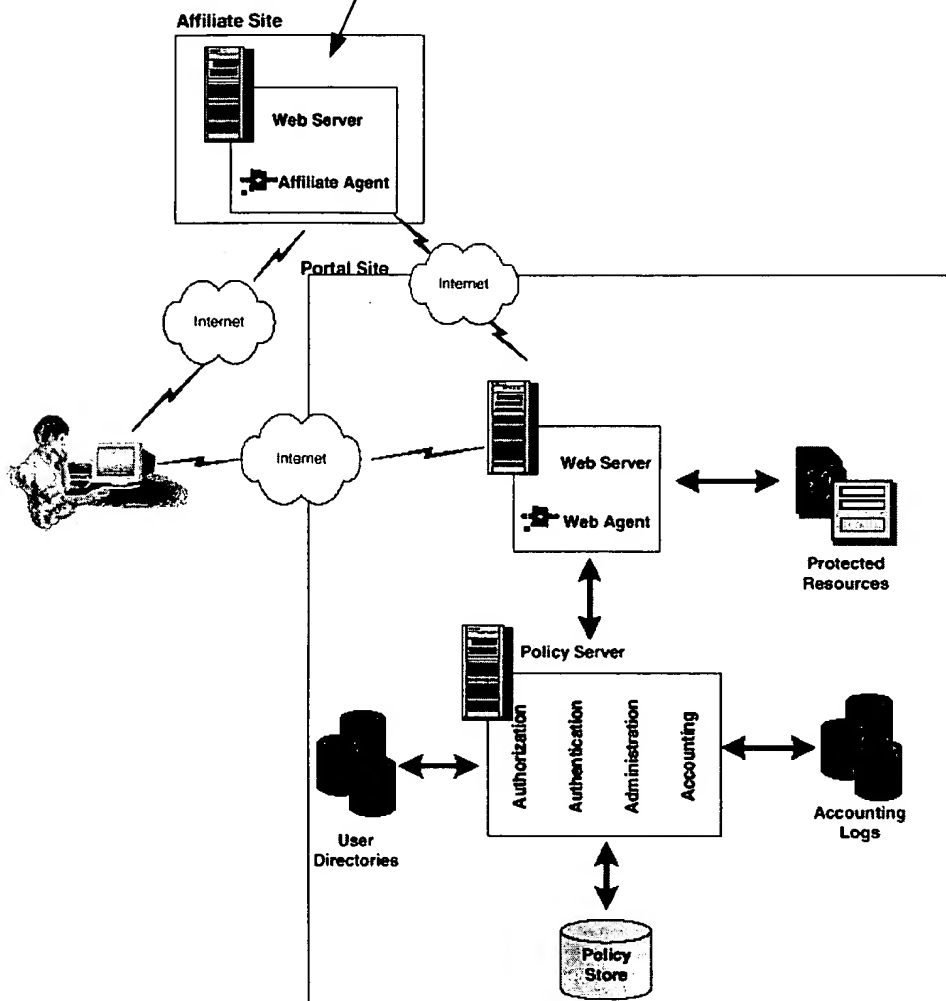 Affiliate Site
Web Server
Affiliate Agent
Portal Site
Internet
Internet
Internet
Web Server
Web Agent
Protected
Resources
Policy Server
Authorization
Authentication
Administration
Accounting
User
Directories
Accounting
Logs
Policy
Store